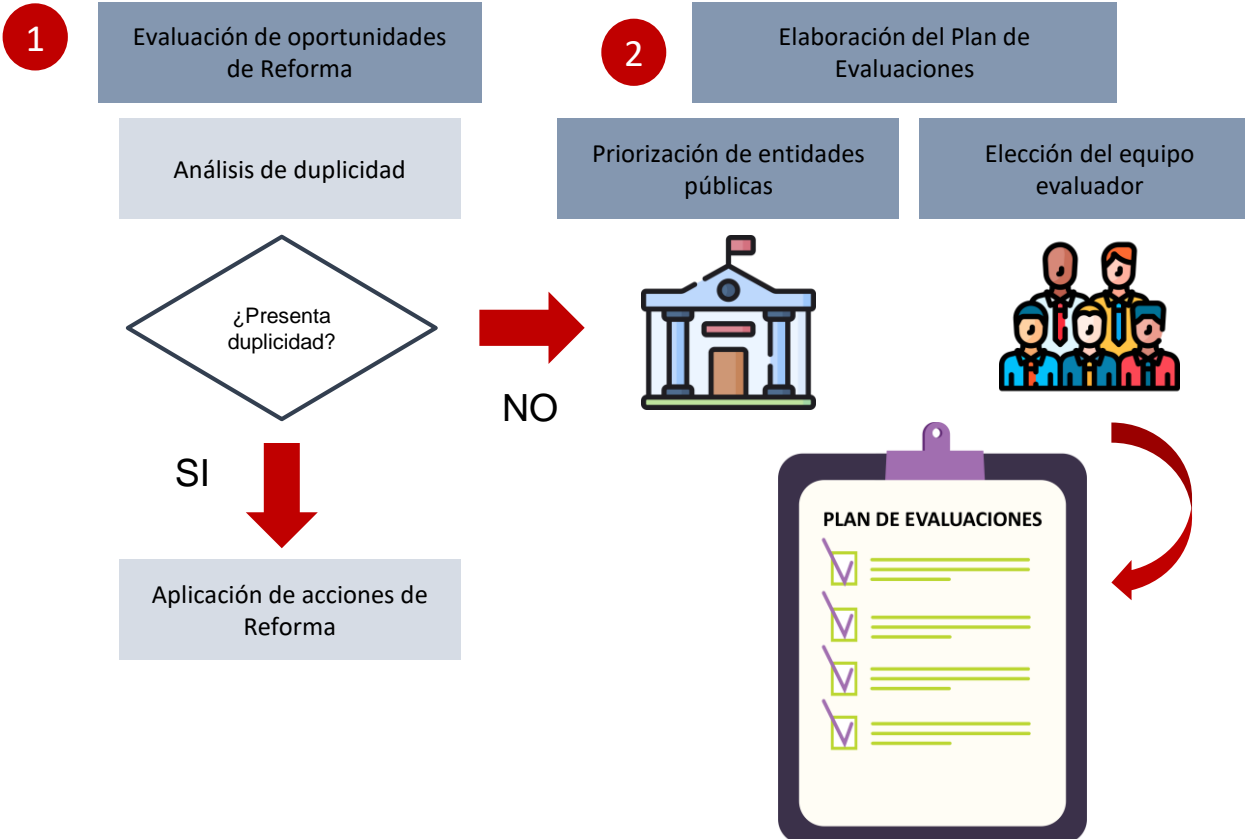 1
Evaluación de oportunidades
de Reforma
Análisis de duplicidad
¿Presenta
duplicidad?
NO
SI
Aplicación de acciones de
Reforma
2
Elaboración del Plan de
Evaluaciones
Priorización de entidades
públicas
Elección del equipo
evaluador
PLAN DE EVALUACIONES